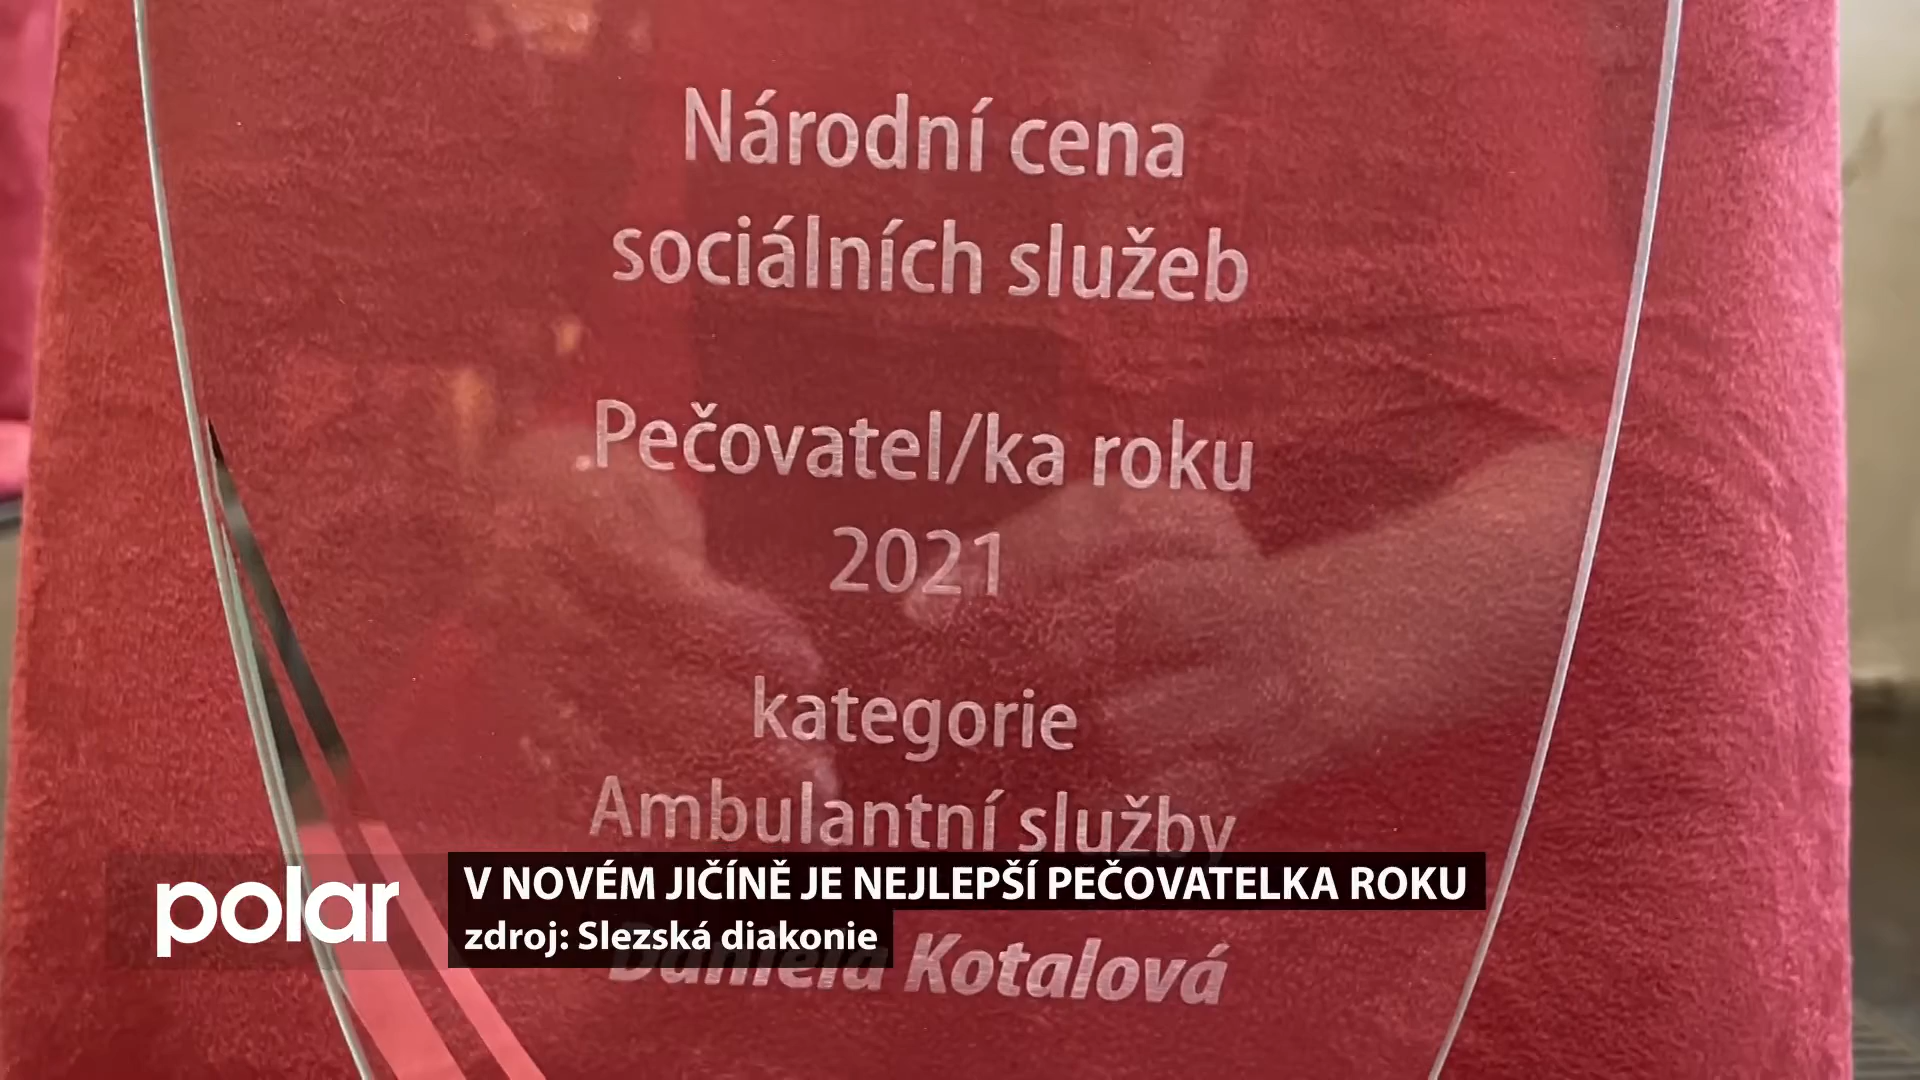 Národní cena
sociálních služeb
Pečovatel/ka roku
2021
kategorie
Ambulantní služby
polar
V NOVÉM JIČÍNĚ JE NEJLEPŠÍ PEČOVATELKA ROKU
zdroj: Slezská diakonie
Daniela Kotalová